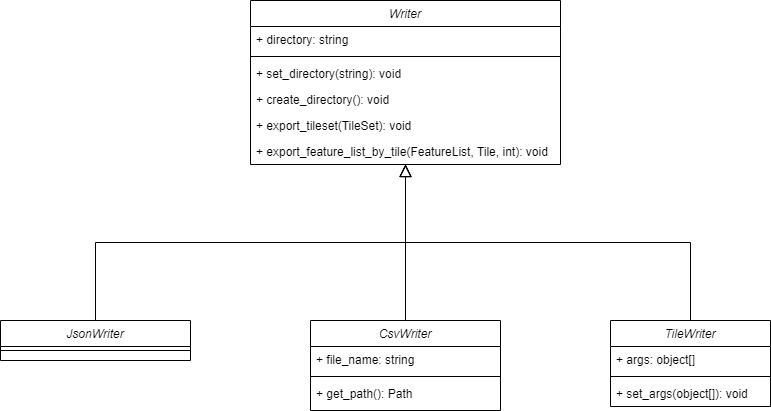 Writer
+ directory: string
+ set_directory(string): void
+ create_directory(): void
+ export_tileset(TileSet): void
+ export_feature_list_by_tile(FeatureList, Tile, int): void
JsonWriter
CsvWriter
+ file_name: string
+ get_path(): Path
TileWriter
+ args: object[]
+ set_args(object[]): void